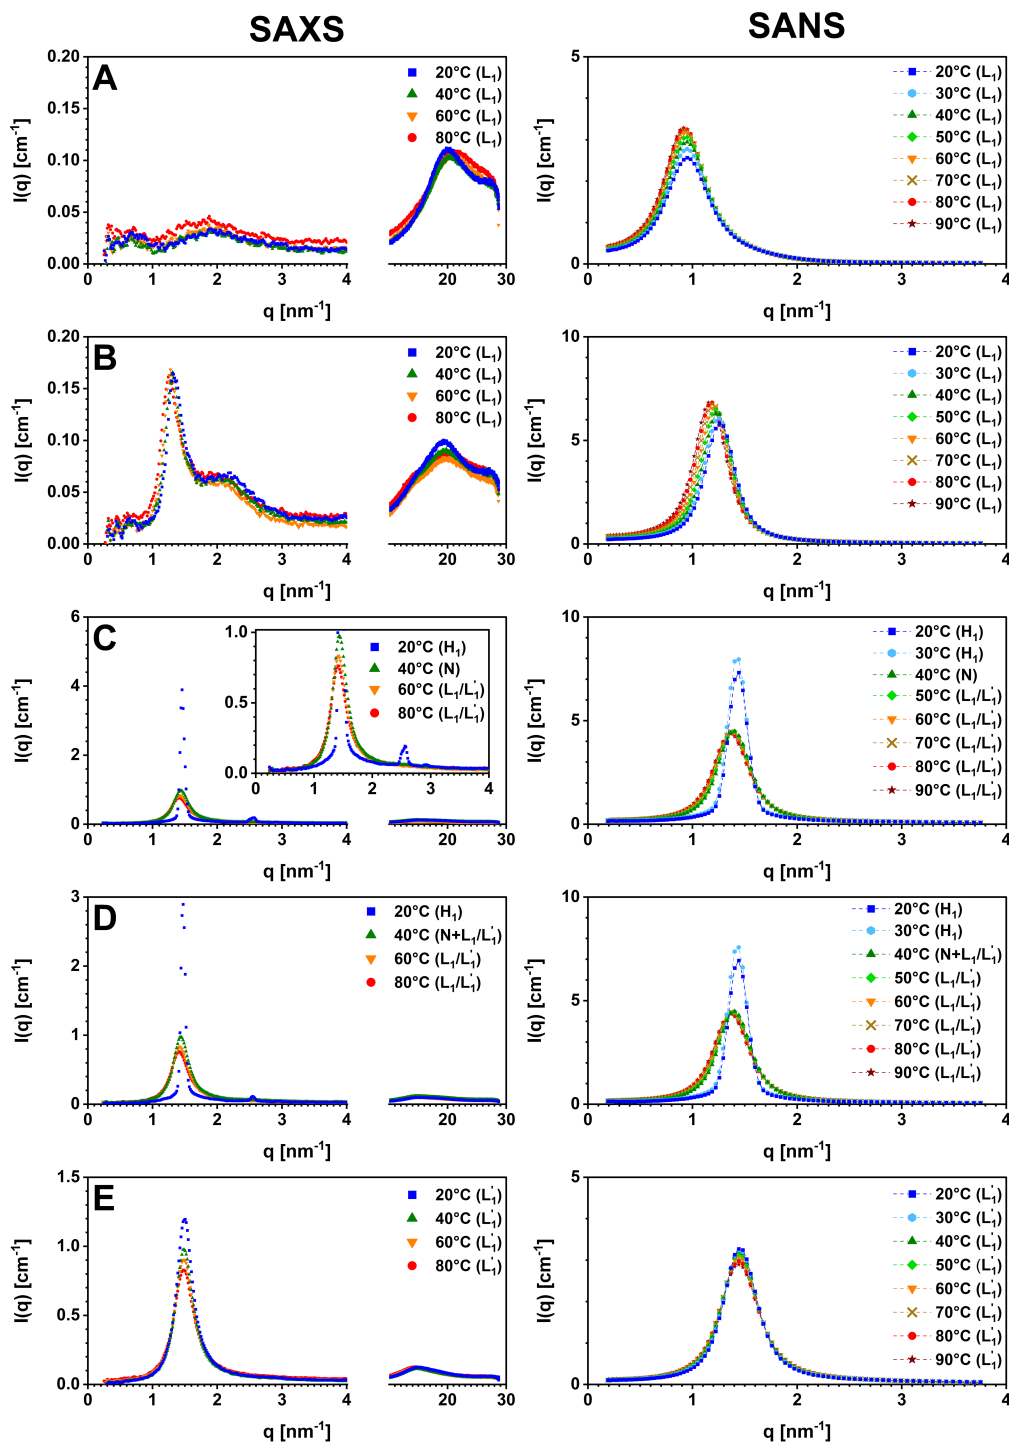 SAXS
SANS
A
I(q) [cm⁻¹]
0.20
0.15
0.10
0.05
0.00
0 1 2 3 4 20 30
q [nm⁻¹]
20°C (L₁)
40°C (L₁)
60°C (L₁)
80°C (L₁)
I(q) [cm⁻¹]
5
0
0 1 2 3 4
q [nm⁻¹]
20°C (L₁)
30°C (L₁)
40°C (L₁)
50°C (L₁)
60°C (L₁)
70°C (L₁)
80°C (L₁)
90°C (L₁)
B
I(q) [cm⁻¹]
0.20
0.15
0.10
0.05
0.00
0 1 2 3 4 20 30
q [nm⁻¹]
20°C (L₁)
40°C (L₁)
60°C (L₁)
80°C (L₁)
I(q) [cm⁻¹]
10
5
0
0 1 2 3 4
q [nm⁻¹]
20°C (L₁)
30°C (L₁)
40°C (L₁)
50°C (L₁)
60°C (L₁)
70°C (L₁)
80°C (L₁)
90°C (L₁)
C
I(q) [cm⁻¹]
6
4
2
0
0 1 2 3 4 20 30
q [nm⁻¹]
1.0
0.5
0.0
0 1 2 3 4
20°C (H₁)
40°C (N)
60°C (L₁/L₁')
80°C (L₁/L₁')
I(q) [cm⁻¹]
10
5
0
0 1 2 3 4
q [nm⁻¹]
20°C (H₁)
30°C (H₁)
40°C (N)
50°C (L₁/L₁')
60°C (L₁/L₁')
70°C (L₁/L₁')
80°C (L₁/L₁')
90°C (L₁/L₁')
D
I(q) [cm⁻¹]
3
2
1
0
0 1 2 3 4 20 30
q [nm⁻¹]
20°C (H₁)
40°C (N+L₁/L₁')
60°C (L₁/L₁')
80°C (L₁/L₁')
I(q) [cm⁻¹]
10
5
0
0 1 2 3 4
q [nm⁻¹]
20°C (H₁)
30°C (H₁)
40°C (N+L₁/L₁')
50°C (L₁/L₁')
60°C (L₁/L₁')
70°C (L₁/L₁')
80°C (L₁/L₁')
90°C (L₁/L₁')
E
I(q) [cm⁻¹]
1.5
1.0
0.5
0.0
0 1 2 3 4 20 30
q [nm⁻¹]
20°C (L₁')
40°C (L₁')
60°C (L₁')
80°C (L₁')
I(q) [cm⁻¹]
5
0
0 1 2 3 4
q [nm⁻¹]
20°C (L₁')
30°C (L₁')
40°C (L₁')
50°C (L₁')
60°C (L₁')
70°C (L₁')
80°C (L₁')
90°C (L₁')